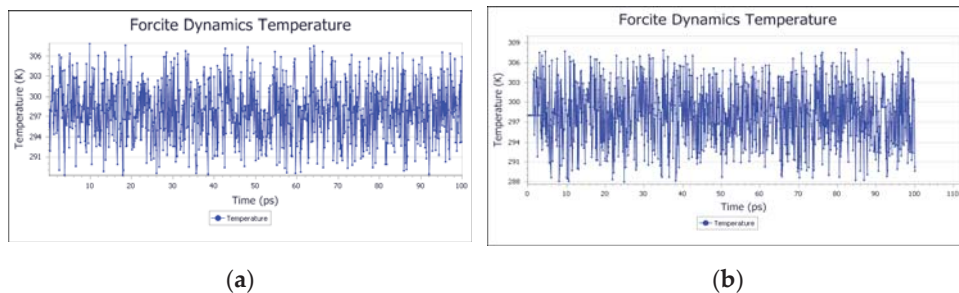 Forcite Dynamics Temperature
306
303
300
297
294
291
Temperature (K)
10 20 30 40 50 60 70 80 90 100
Time (ps)
Temperature
(a)
Forcite Dynamics Temperature
309
306
303
300
297
294
291
288
Temperature (K)
0 10 20 30 40 50 60 70 80 90 100 110
Time (ps)
Temperature
(b)